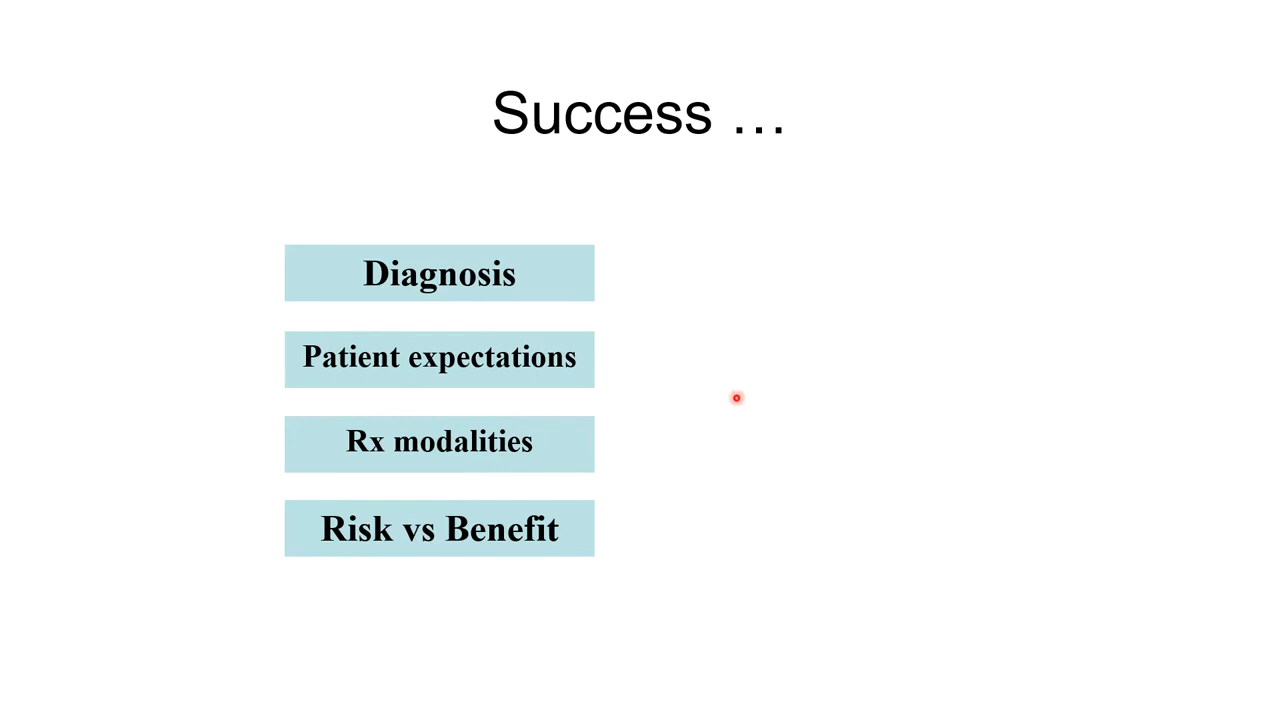 Success …
Diagnosis
Patient expectations
Rx modalities
Risk vs Benefit